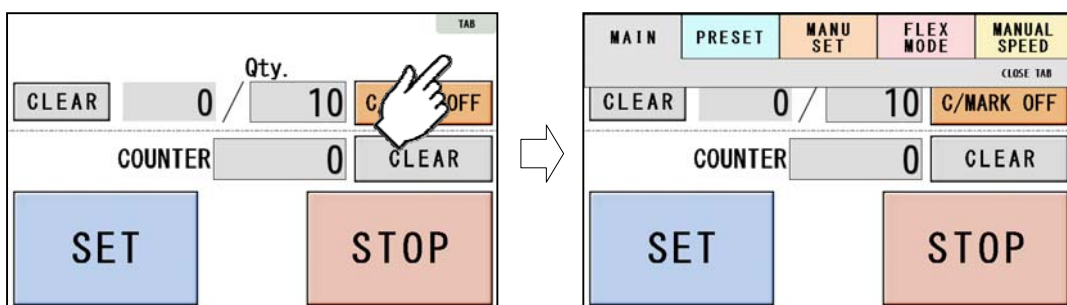 TAB
Qty.
CLEAR 0 / 10 C OFF
COUNTER 0 CLEAR
SET STOP
MAIN PRESET MANU SET FLEX MODE MANUAL SPEED
CLOSE TAB
CLEAR 0 / 10 C/MARK OFF
COUNTER 0 CLEAR
SET STOP